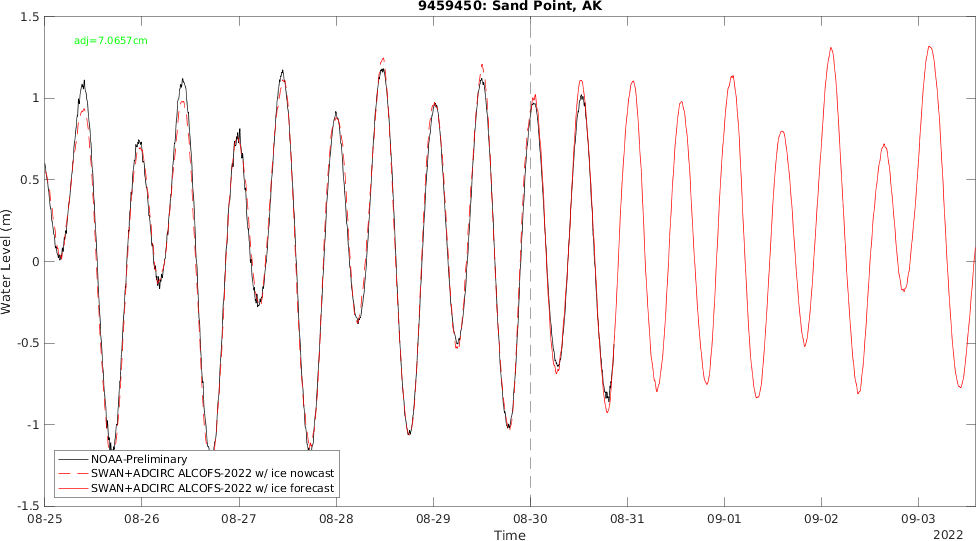 9459450: Sand Point, AK
adj=7.0657cm
1.5
1
0.5
0
-0.5
-1
-1.5
Water Level (m)
NOAA-Preliminary
SWAN+ADCIRC ALCOFS-2022 w/ ice nowcast
SWAN+ADCIRC ALCOFS-2022 w/ ice forecast
08-25 08-26 08-27 08-28 08-29 08-30 08-31 09-01 09-02 09-03
Time
2022